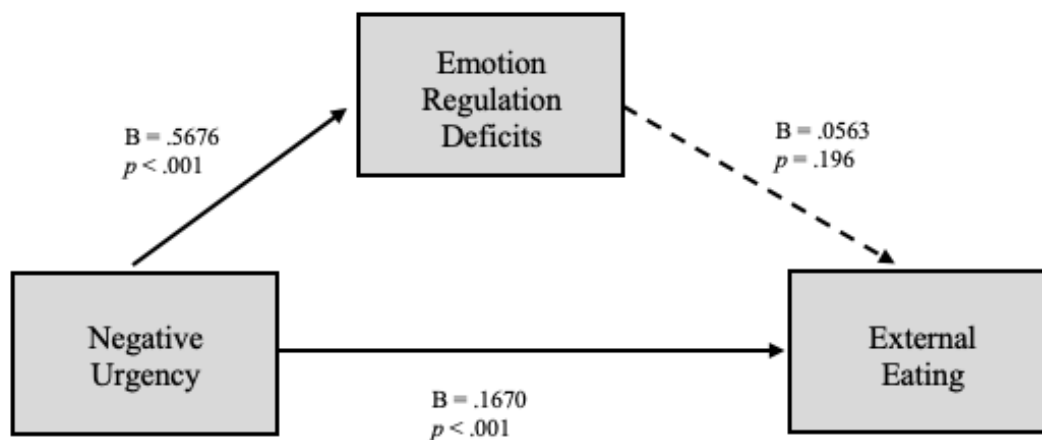 Emotion
Regulation
Deficits
B = .5676
p < .001
B = .0563
p = .196
Negative
Urgency
External
Eating
B = .1670
p < .001